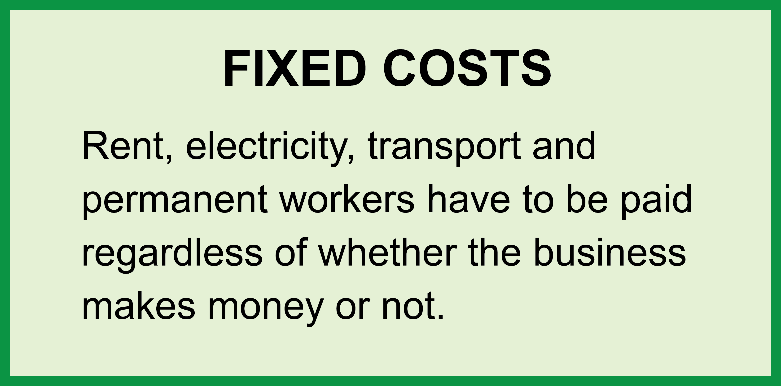 FIXED COSTS
Rent, electricity, transport and
permanent workers have to be paid
regardless of whether the business
makes money or not.